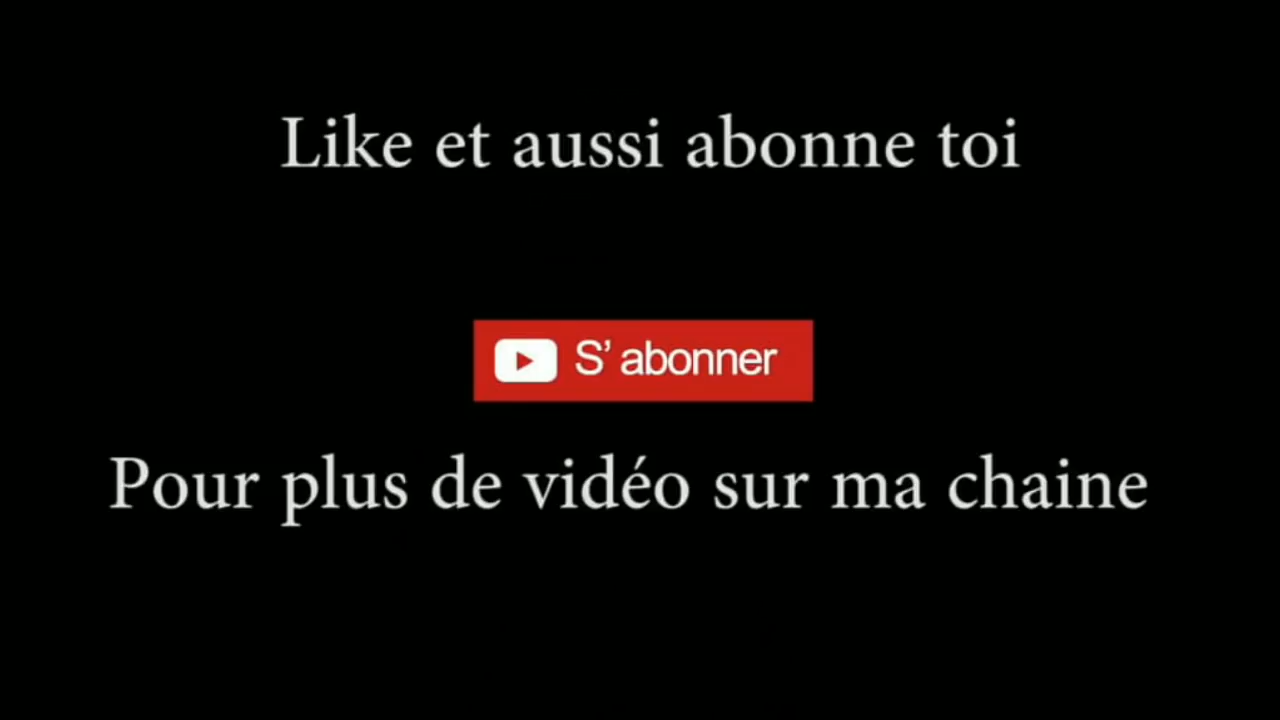 Like et aussi abonne toi
S' abonner
Pour plus de vidéo sur ma chaine